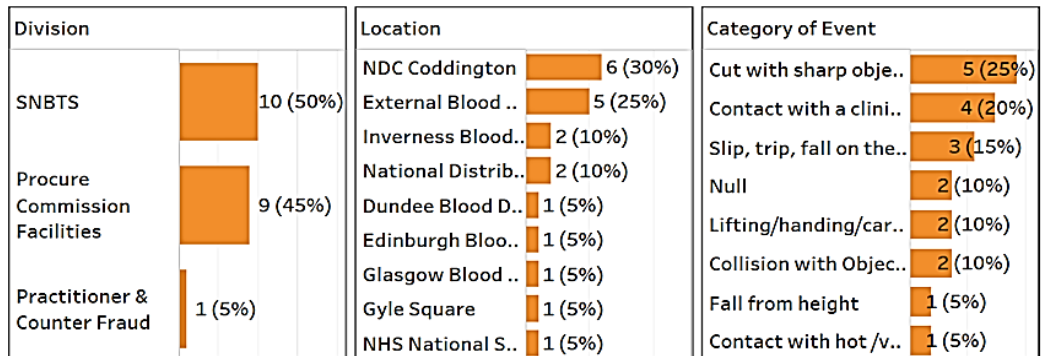 Division
SNBTS
10 (50%)
Procure
Commission
Facilities
9 (45%)
Practitioner &
Counter Fraud
1 (5%)
Location
NDC Coddington
6 (30%)
External Blood ..
5 (25%)
Inverness Blood..
2 (10%)
National Distrib..
2 (10%)
Dundee Blood D..
1 (5%)
Edinburgh Bloo..
1 (5%)
Glasgow Blood ..
1 (5%)
Gyle Square
1 (5%)
NHS National S..
1 (5%)
Category of Event
Cut with sharp obje..
5 (25%)
Contact with a clini..
4 (20%)
Slip, trip, fall on the..
3 (15%)
Null
2 (10%)
Lifting/handing/car..
2 (10%)
Collision with Objec..
2 (10%)
Fall from height
1 (5%)
Contact with hot /v..
1 (5%)